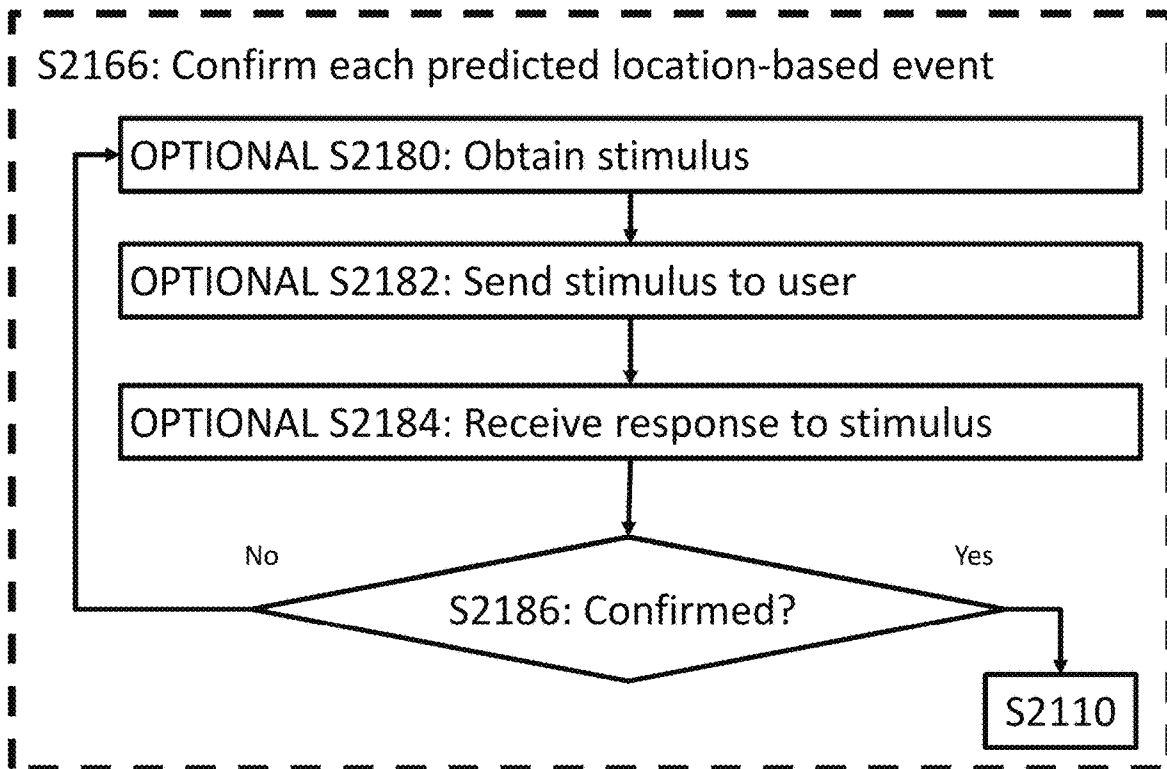 S2166: Confirm each predicted location-based event
OPTIONAL S2180: Obtain stimulus
OPTIONAL S2182: Send stimulus to user
OPTIONAL S2184: Receive response to stimulus
No
Yes
S2186: Confirmed?
S2110